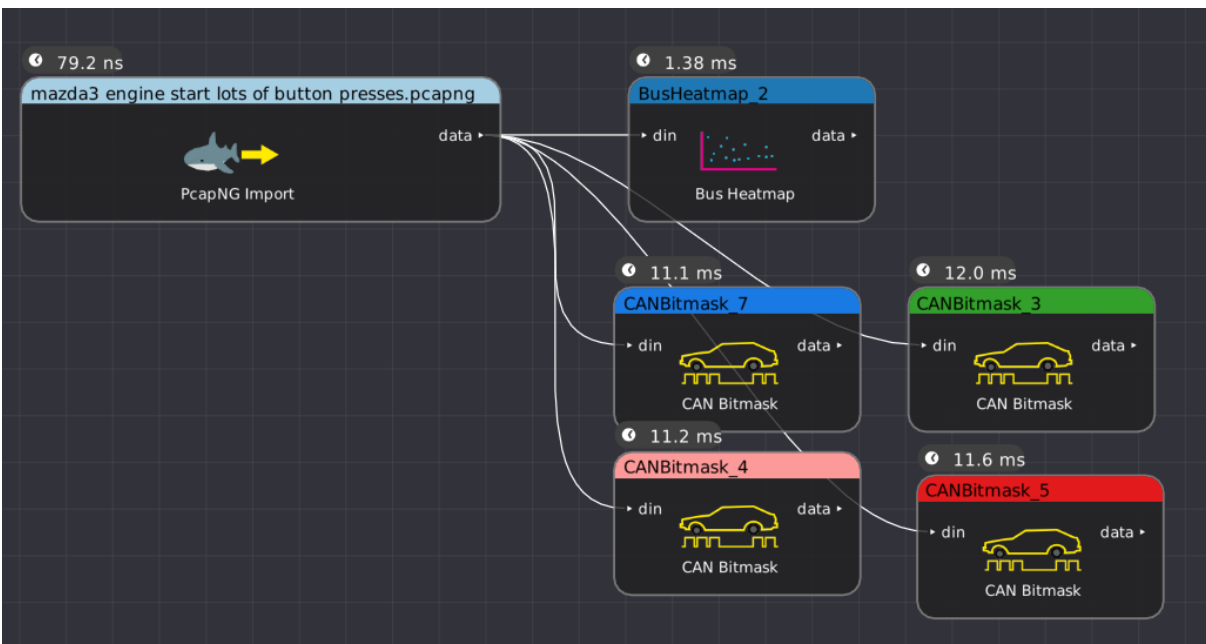 79.2 ns
mazda3 engine start lots of button presses.pcapng
data
PcapNG Import
1.38 ms
BusHeatmap_2
din
data
Bus Heatmap
11.1 ms
CANBitmask_7
din
data
CAN Bitmask
12.0 ms
CANBitmask_3
din
data
CAN Bitmask
11.2 ms
CANBitmask_4
din
data
CAN Bitmask
11.6 ms
CANBitmask_5
din
data
CAN Bitmask